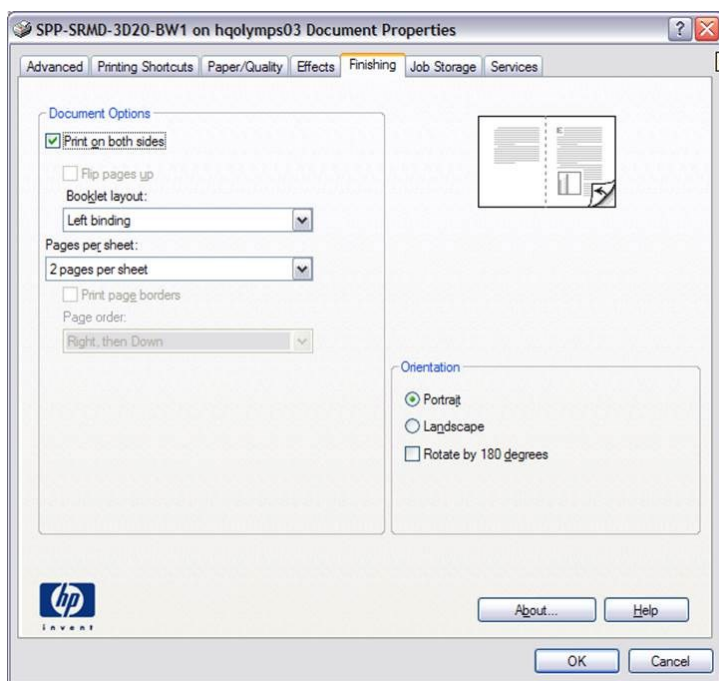 SPP-SRMD-3D20-BW1 on hqolymps03 Document Properties
Advanced Printing Shortcuts Paper/Quality Effects Finishing Job Storage Services
Document Options
Print on both sides
Flip pages up
Booklet layout:
Left binding
Pages per sheet:
2 pages per sheet
Print page borders
Page order:
Right, then Down
Orientation
Portrait
Landscape
Rotate by 180 degrees
hp
invent
About... Help
OK Cancel